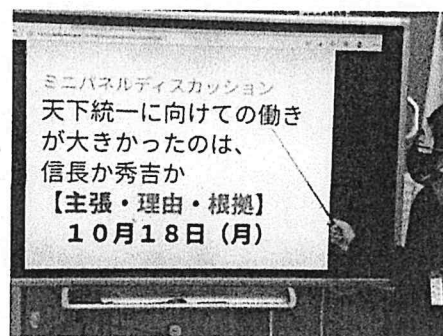 ミニパネルディスカッション
天下統一に向けての働き
が大きかったのは、
信長か秀吉か
【主張・理由・根拠】
１０月１８日（月）